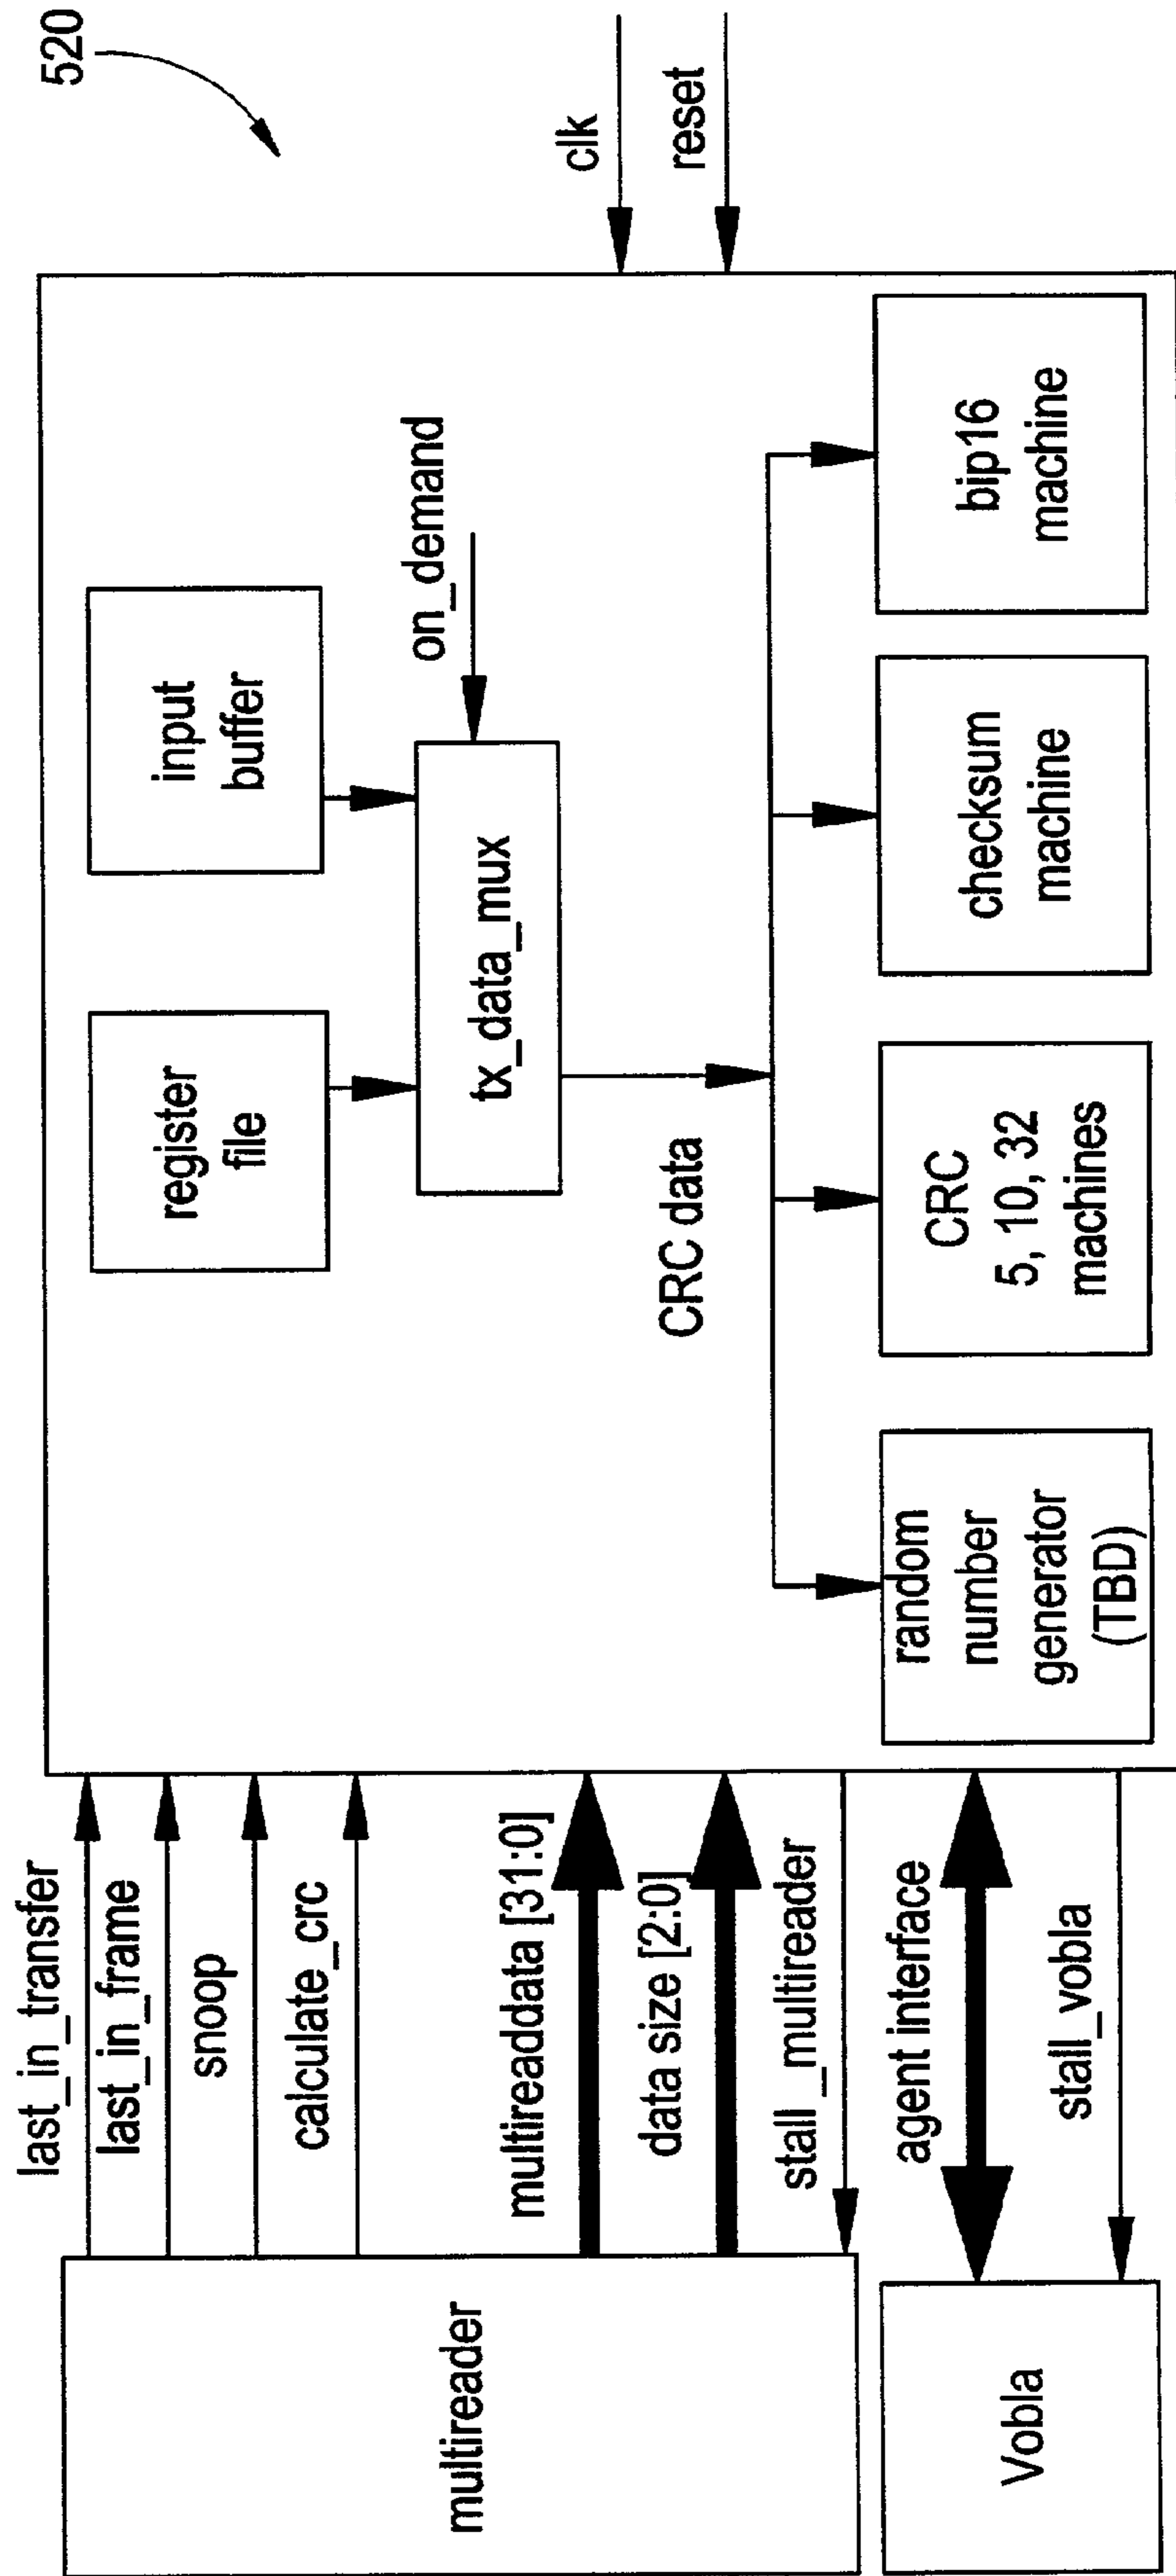 520
last_in_transfer
last_in_frame
snoop
calculate_crc
multireaddata [31:0]
data size [2:0]
stall_multireader
multireader
agent interface
stall_vobla
Vobla
register
file
input
buffer
tx_data_mux
on_demand
CRC data
random
number
generator
(TBD)
CRC
5, 10, 32
machines
checksum
machine
bip16
machine
clk
reset